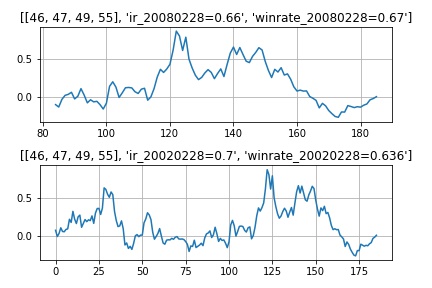 [[46, 47, 49, 55], 'ir_20080228=0.66', 'winrate_20080228=0.67']
0.5
0.0
80 100 120 140 160 180
[[46, 47, 49, 55], 'ir_20020228=0.7', 'winrate_20020228=0.636']
0.5
0.0
0 25 50 75 100 125 150 175